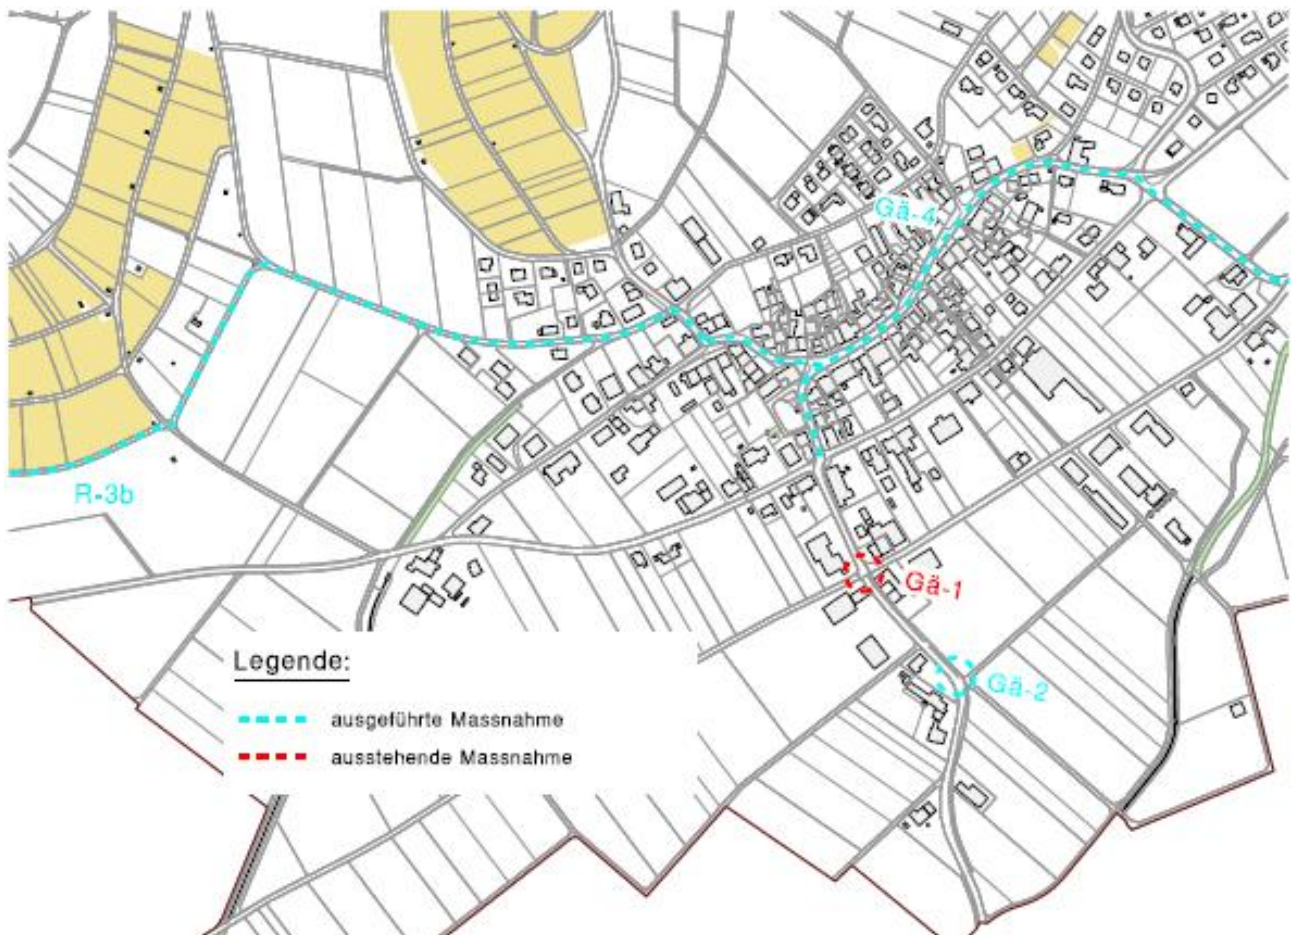 Gä-4
R-3b
Gä-1
Gä-2
Legende:
ausgeführte Massnahme
ausstehende Massnahme